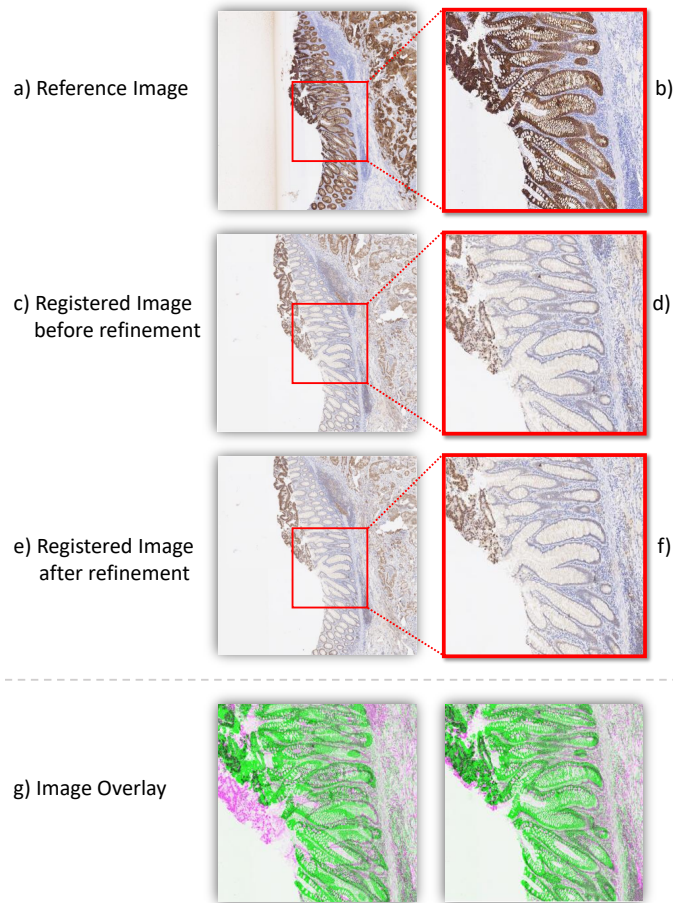 a) Reference Image
b)
c) Registered Image
before refinement
d)
e) Registered Image
after refinement
f)
g) Image Overlay